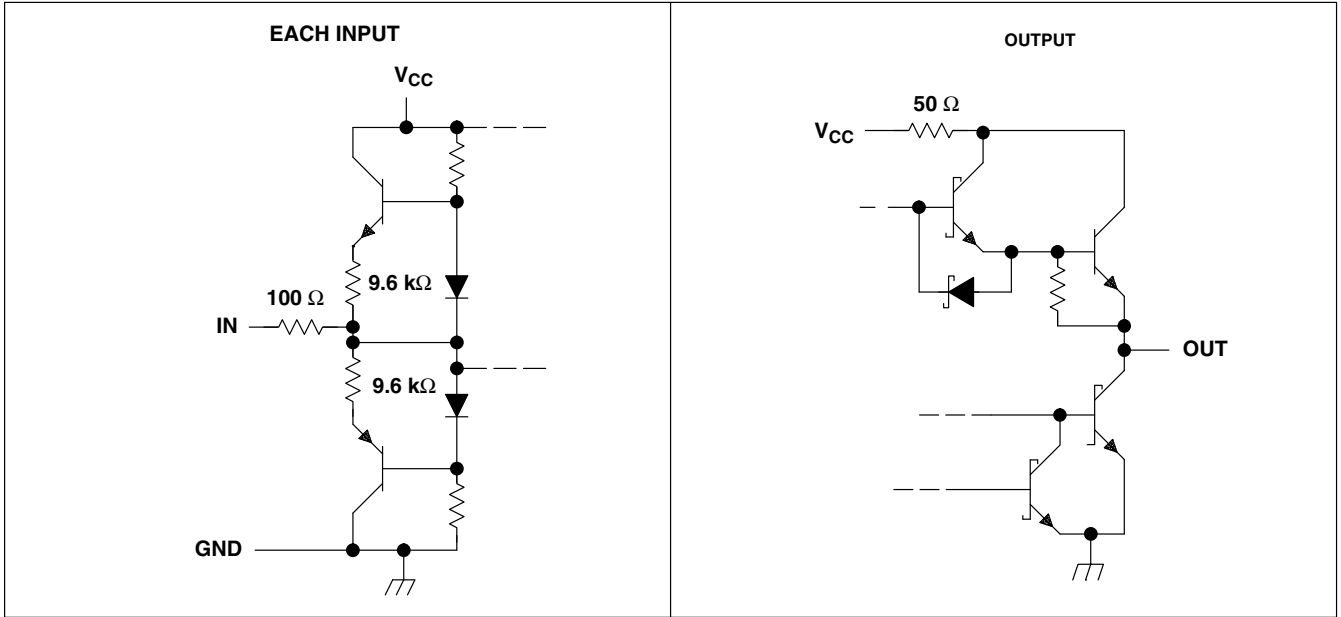 EACH INPUT
VCC
100 Ω
9.6 kΩ
IN
9.6 kΩ
GND
OUTPUT
50 Ω
VCC
OUT